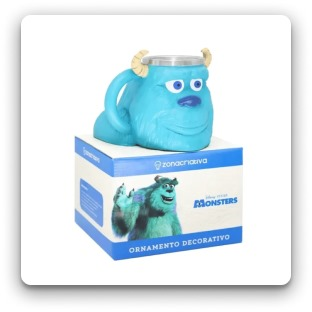 zonacriativa
DISNEY·PIXAR
MONSTERS
ORNAMENTO DECORATIVO